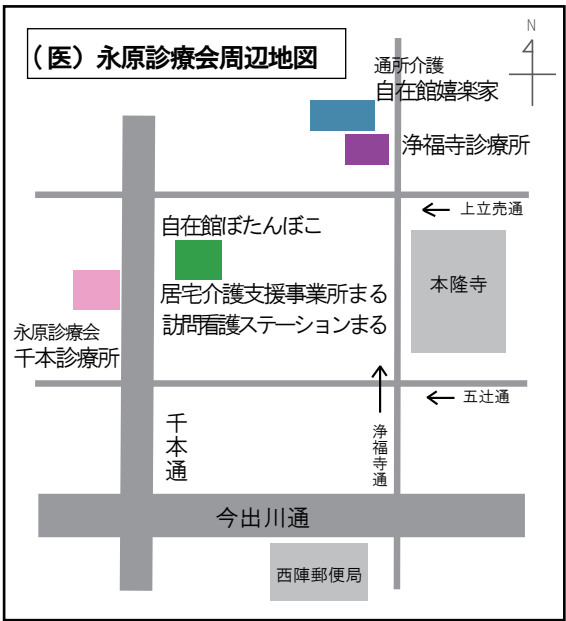 (医)永原診療会周辺地図
N
通所介護
自在館嬉楽家
浄福寺診療所
上立売通
自在館ぼたんぼこ
本隆寺
居宅介護支援事業所まる
訪問看護ステーションまる
永原診療会
千本診療所
五辻通
千本通
浄福寺通
今出川通
西陣郵便局